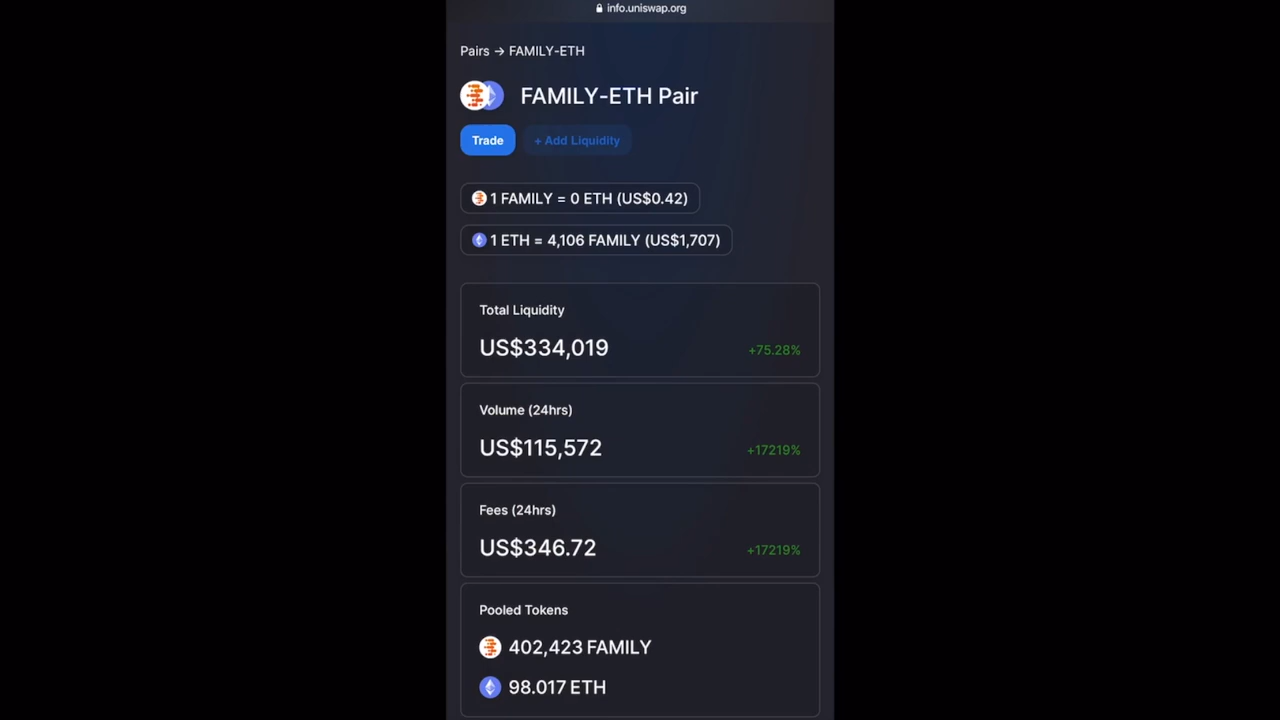 info.uniswap.org
Pairs → FAMILY-ETH
FAMILY-ETH Pair
Trade
+ Add Liquidity
1 FAMILY = 0 ETH (US$0.42)
1 ETH = 4,106 FAMILY (US$1,707)
Total Liquidity
US$334,019
+75.28%
Volume (24hrs)
US$115,572
+17219%
Fees (24hrs)
US$346.72
+17219%
Pooled Tokens
402,423 FAMILY
98.017 ETH